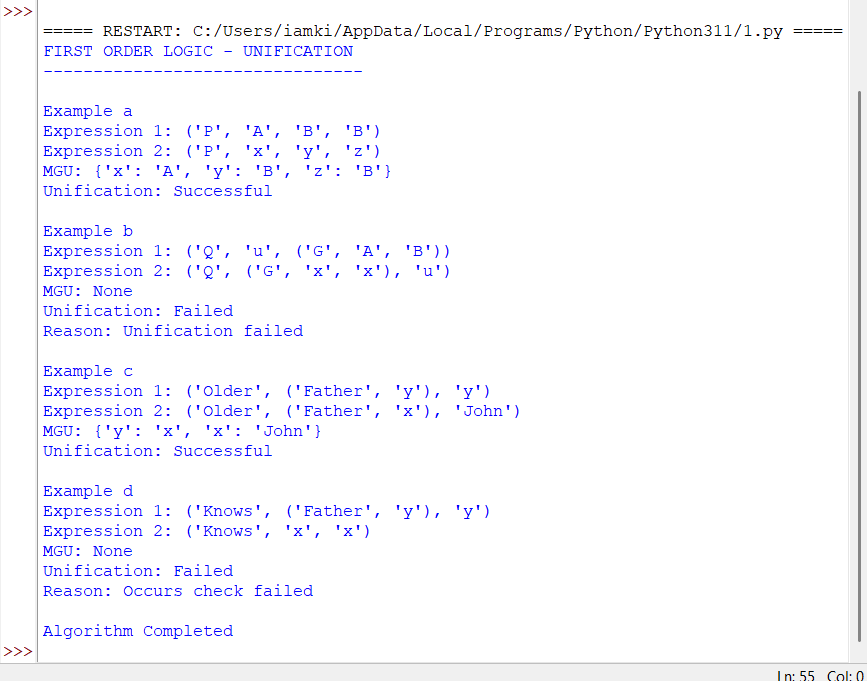 >>>
===== RESTART: C:/Users/iamki/AppData/Local/Programs/Python/Python311/1.py =====
FIRST ORDER LOGIC - UNIFICATION
--------------------------------
Example a
Expression 1: ('P', 'A', 'B', 'B')
Expression 2: ('P', 'x', 'y', 'z')
MGU: {'x': 'A', 'y': 'B', 'z': 'B'}
Unification: Successful
Example b
Expression 1: ('Q', 'u', ('G', 'A', 'B'))
Expression 2: ('Q', ('G', 'x', 'x'), 'u')
MGU: None
Unification: Failed
Reason: Unification failed
Example c
Expression 1: ('Older', ('Father', 'y'), 'y')
Expression 2: ('Older', ('Father', 'x'), 'John')
MGU: {'y': 'x', 'x': 'John'}
Unification: Successful
Example d
Expression 1: ('Knows', ('Father', 'y'), 'y')
Expression 2: ('Knows', 'x', 'x')
MGU: None
Unification: Failed
Reason: Occurs check failed
Algorithm Completed
>>>
Ln: 55 Col: 0